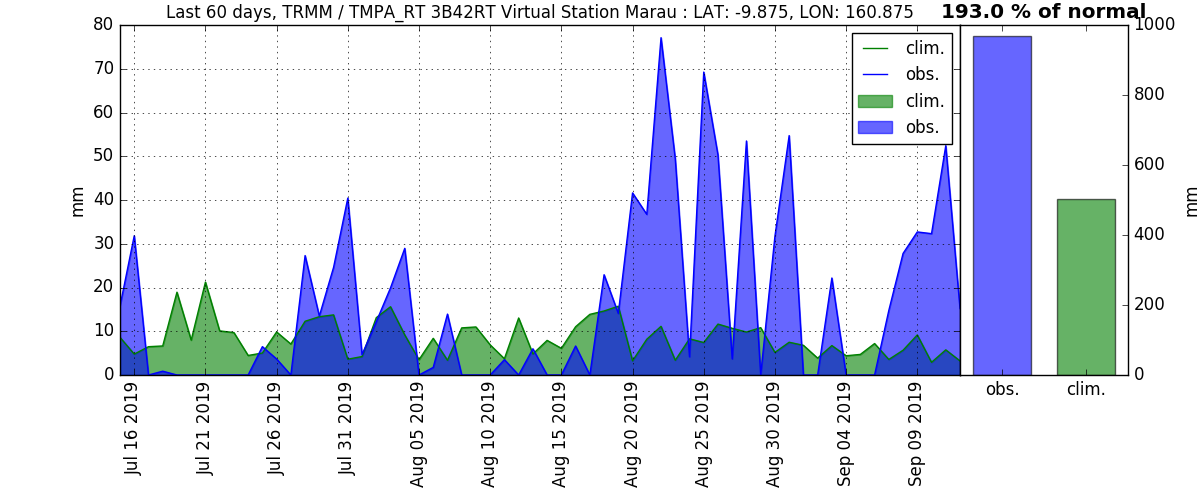 Last 60 days, TRMM / TMPA_RT 3B42RT Virtual Station Marau : LAT: -9.875, LON: 160.875
193.0 % of normal
80
70
60
50
40
30
20
10
0
mm
clim.
obs.
clim.
obs.
1000
800
600
400
200
0
mm
obs.
clim.
Jul 16 2019
Jul 21 2019
Jul 26 2019
Jul 31 2019
Aug 05 2019
Aug 10 2019
Aug 15 2019
Aug 20 2019
Aug 25 2019
Aug 30 2019
Sep 04 2019
Sep 09 2019